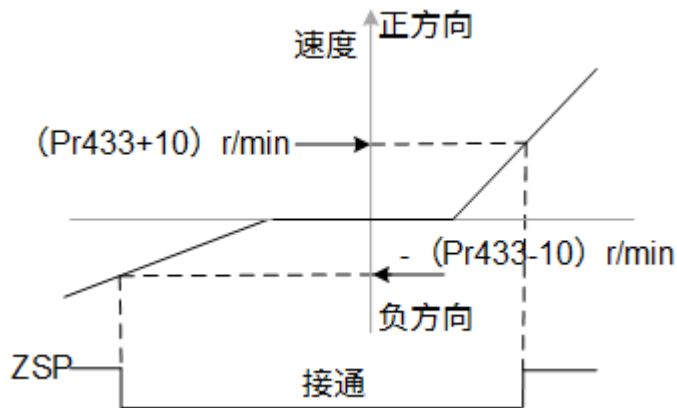 正方向
速度
（Pr433+10）r/min
-（Pr433-10）r/min
负方向
ZSP
接通